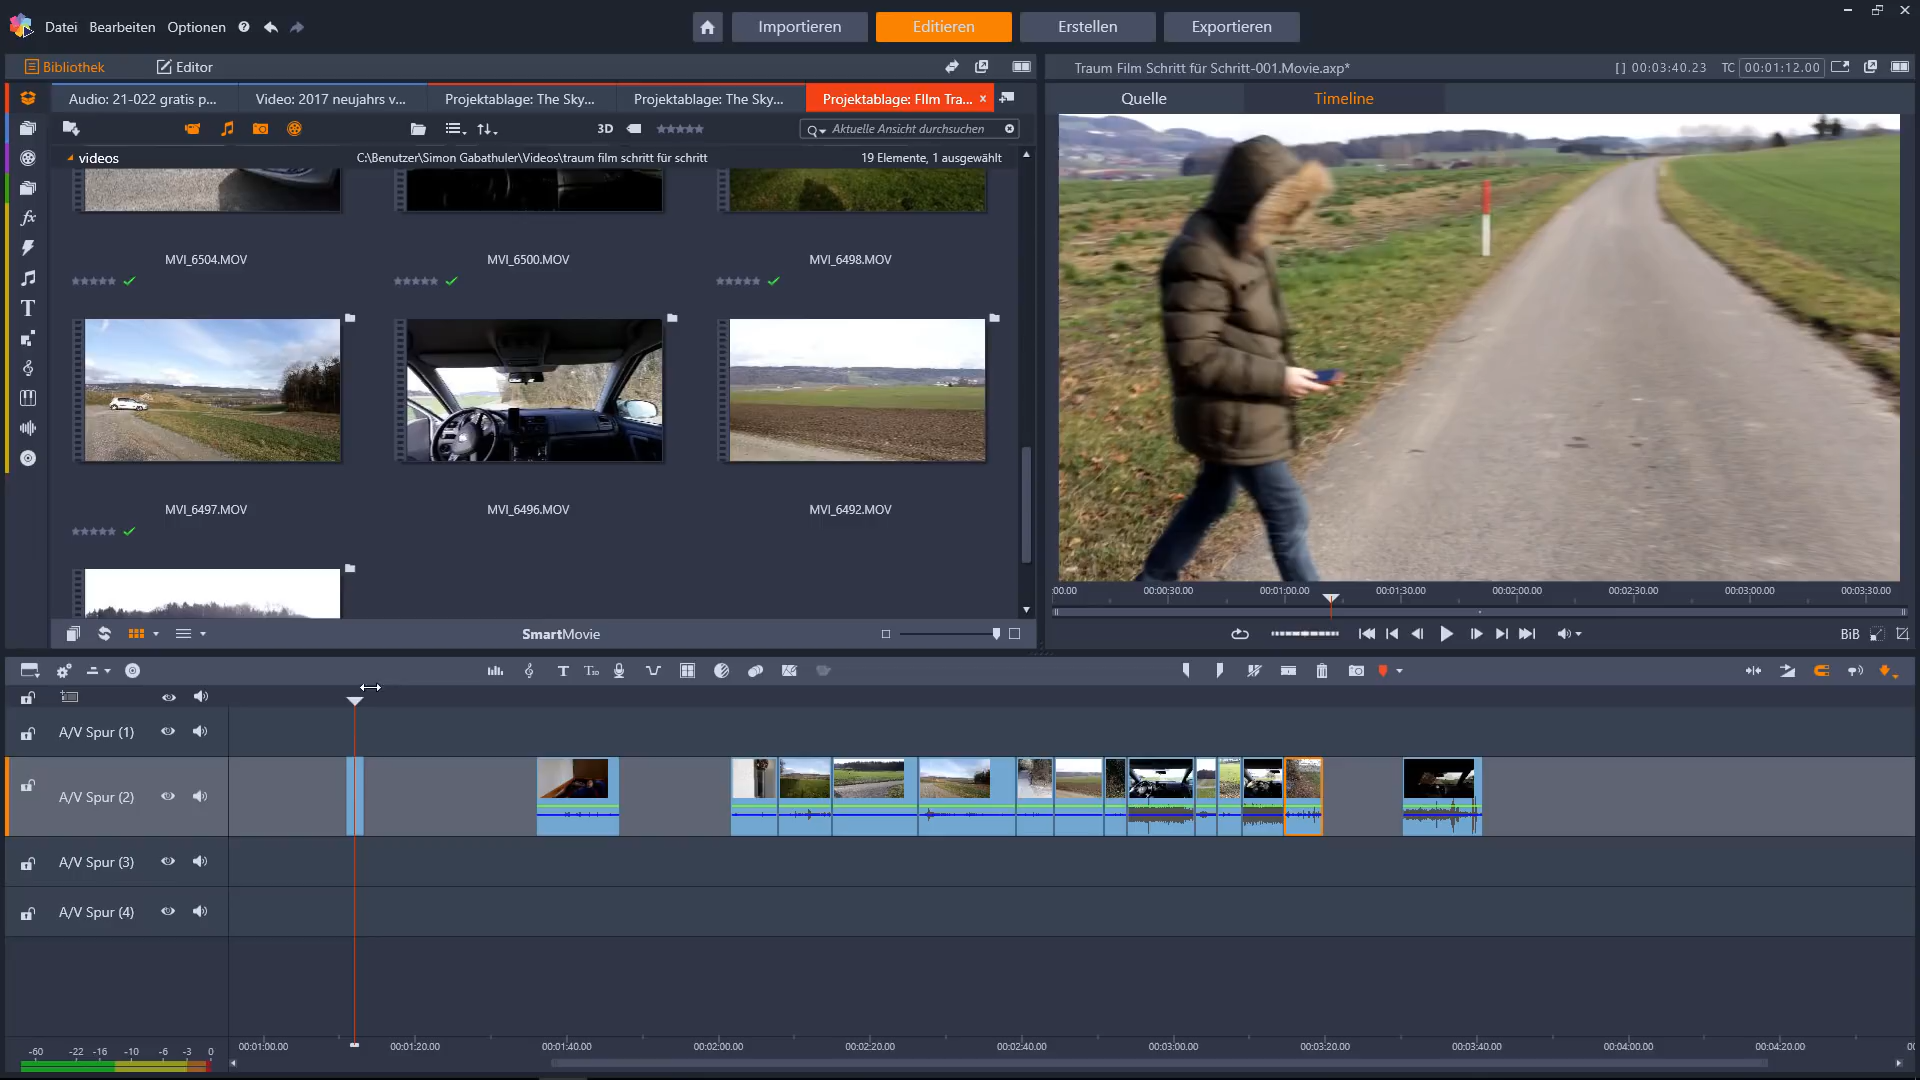 Datei Bearbeiten Optionen
Importieren Editieren Erstellen Exportieren
Bibliothek Editor
Traum Film Schritt für Schritt-001.Movie.axp*
[] 00:03:40.23 TC 00:01:12.00
Audio: 21-022 gratis p... Video: 2017 neujahrs v... Projektablage: The Sky... Projektablage: The Sky... Projektablage: FIlm Tra... x
Quelle Timeline
3D Aktuelle Ansicht durchsuchen
videos C:\Benutzer\Simon Gabathuler\Videos\traum film schritt für schritt 19 Elemente, 1 ausgewählt
MVI_6504.MOV MVI_6500.MOV MVI_6498.MOV
MVI_6497.MOV MVI_6496.MOV MVI_6492.MOV
:00.00 00:00:30.00 00:01:00.00 00:01:30.00 00:02:00.00 00:02:30.00 00:03:00.00 00:03:30.00
SmartMovie
BiB
A/V Spur (1)
A/V Spur (2)
A/V Spur (3)
A/V Spur (4)
00:01:00.00 00:01:20.00 00:01:40.00 00:02:00.00 00:02:20.00 00:02:40.00 00:03:00.00 00:03:20.00 00:03:40.00 00:04:00.00 00:04:20.00
-60 -22 -16 -10 -6 -3 0